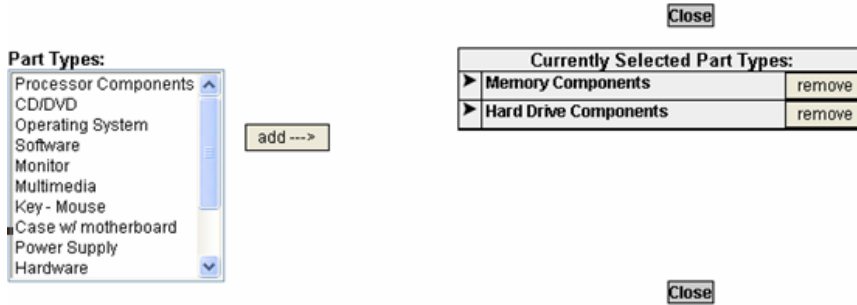 Close
Part Types:
Processor Components
CD/DVD
Operating System
Software
Monitor
Multimedia
Key - Mouse
Case w/ motherboard
Power Supply
Hardware
add --->
Currently Selected Part Types:
Memory Components remove
Hard Drive Components remove
Close